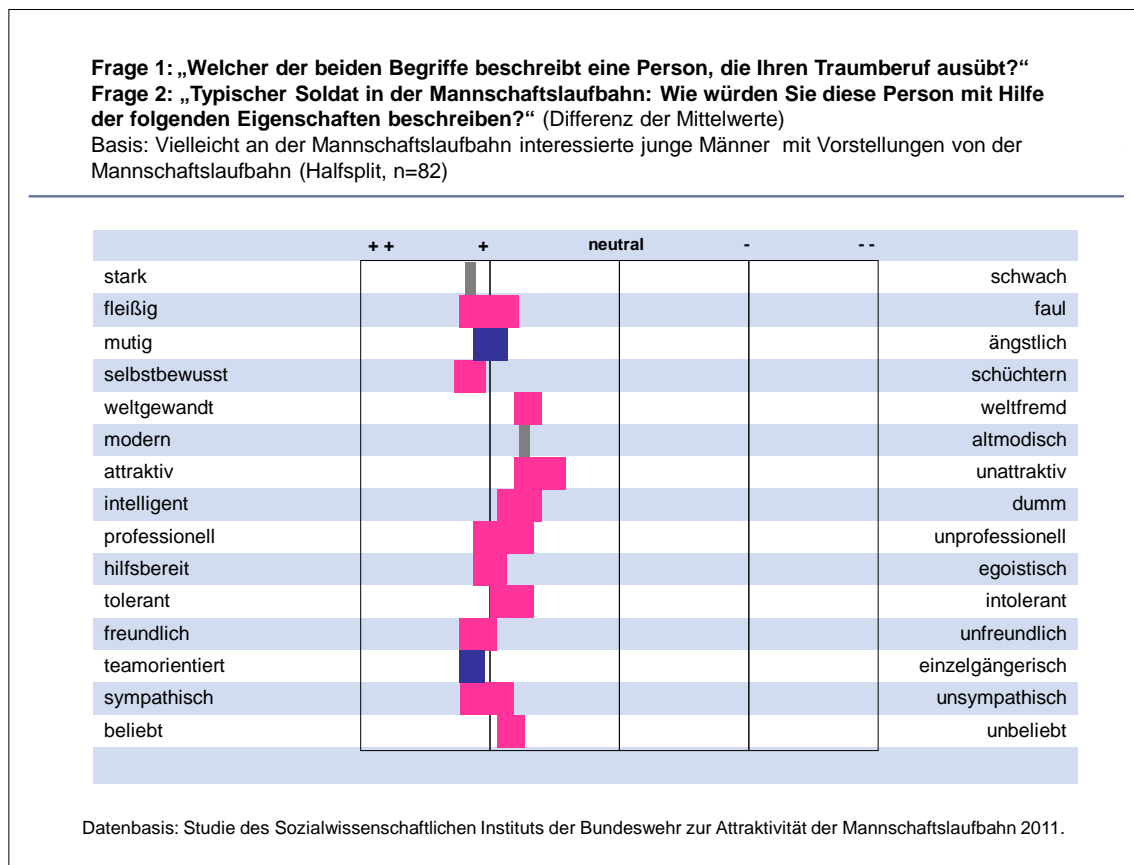 Frage 1: „Welcher der beiden Begriffe beschreibt eine Person, die Ihren Traumberuf ausübt?“
Frage 2: „Typischer Soldat in der Mannschaftslaufbahn: Wie würden Sie diese Person mit Hilfe
der folgenden Eigenschaften beschreiben?“ (Differenz der Mittelwerte)
Basis: Vielleicht an der Mannschaftslaufbahn interessierte junge Männer mit Vorstellungen von der
Mannschaftslaufbahn (Halfsplit, n=82)
+ + + neutral - - -
stark schwach
fleißig faul
mutig ängstlich
selbstbewusst schüchtern
weltgewandt weltfremd
modern altmodisch
attraktiv unattraktiv
intelligent dumm
professionell unprofessionell
hilfsbereit egoistisch
tolerant intolerant
freundlich unfreundlich
teamorientiert einzelgängerisch
sympathisch unsympathisch
beliebt unbeliebt
Datenbasis: Studie des Sozialwissenschaftlichen Instituts der Bundeswehr zur Attraktivität der Mannschaftslaufbahn 2011.